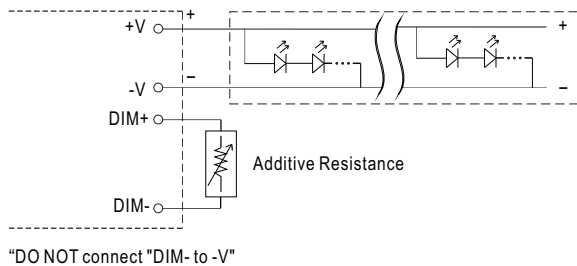 +V
+
+
-V
−
−
DIM+
Additive Resistance
DIM-
“DO NOT connect "DIM- to -V"